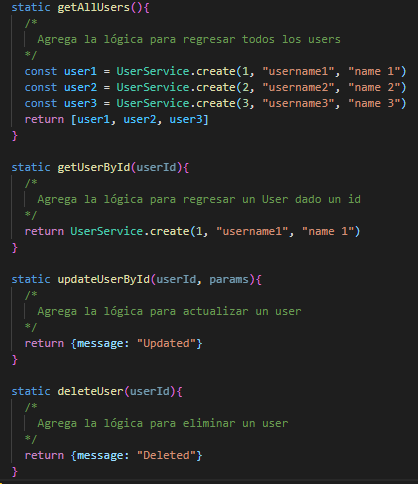 static getAllUsers(){
/*
Agrega la lógica para regresar todos los users
*/
const user1 = UserService.create(1, "username1", "name 1")
const user2 = UserService.create(2, "username2", "name 2")
const user3 = UserService.create(3, "username3", "name 3")
return [user1, user2, user3]
}
static getUserById(userId){
/*
Agrega la lógica para regresar un User dado un id
*/
return UserService.create(1, "username1", "name 1")
}
static updateUserById(userId, params){
/*
Agrega la lógica para actualizar un user
*/
return {message: "Updated"}
}
static deleteUser(userId){
/*
Agrega la lógica para eliminar un user
*/
return {message: "Deleted"}
}